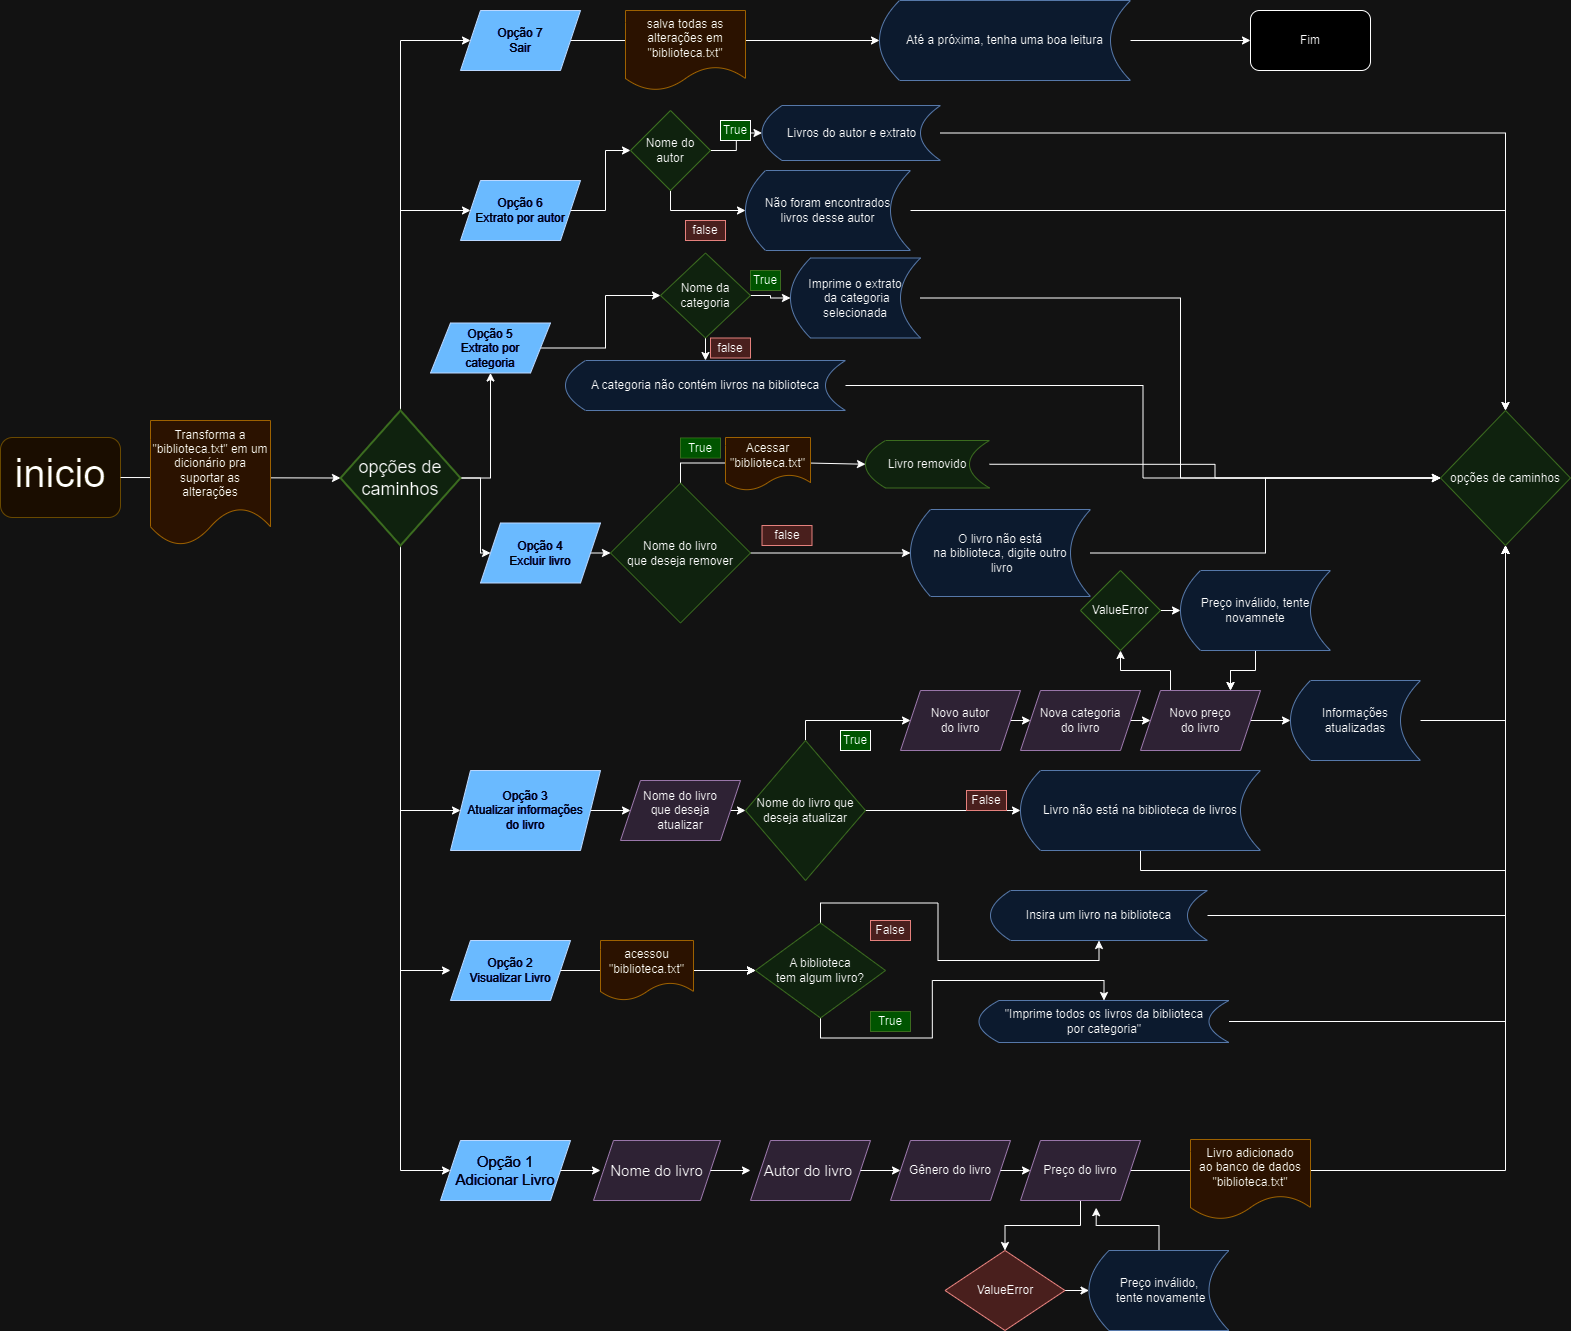 Opção 7
Sair
salva todas as
alterações em
"biblioteca.txt"
Até a próxima, tenha uma boa leitura
Fim
Nome do
autor
True
Livros do autor e extrato
Opção 6
Extrato por autor
false
Não foram encontrados
livros desse autor
Nome da
categoria
True
Imprime o extrato
da categoria
selecionada
Opção 5
Extrato por
categoria
false
A categoria não contém livros na biblioteca
inicio
Transforma a
"biblioteca.txt" em um
dicionário pra
suportar as
alterações
opções de
caminhos
True
Acessar
"biblioteca.txt"
Livro removido
opções de caminhos
Opção 4
Excluir livro
Nome do livro
que deseja remover
false
O livro não está
na biblioteca, digite outro
livro
ValueError
Preço inválido, tente
novamnete
Novo autor
do livro
Nova categoria
do livro
Novo preço
do livro
Informações
atualizadas
True
Opção 3
Atualizar informações
do livro
Nome do livro
que deseja
atualizar
Nome do livro que
deseja atualizar
False
Livro não está na biblioteca de livros
Opção 2
Visualizar Livro
acessou
"biblioteca.txt"
A biblioteca
tem algum livro?
False
Insira um livro na biblioteca
True
"Imprime todos os livros da biblioteca
por categoria"
Opção 1
Adicionar Livro
Nome do livro
Autor do livro
Gênero do livro
Preço do livro
Livro adicionado
ao banco de dados
"biblioteca.txt"
ValueError
Preço inválido,
tente novamente